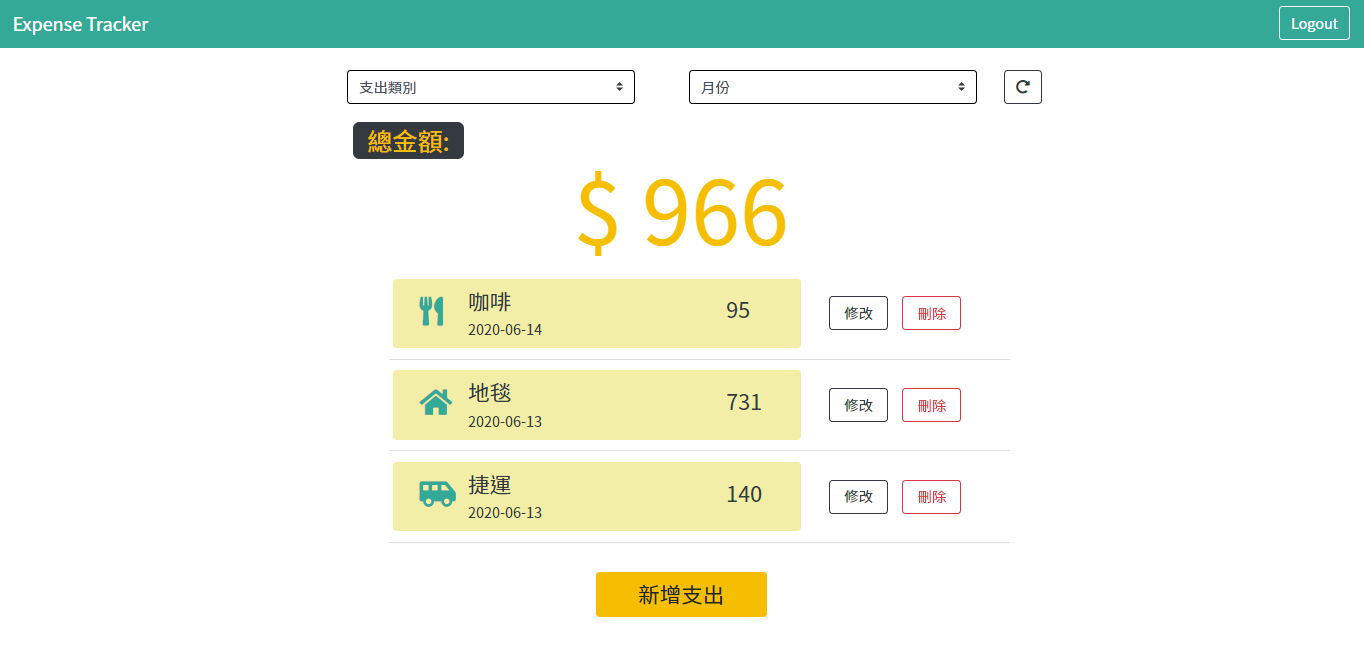 Expense Tracker
Logout
支出類別
月份
總金額:
$ 966
咖啡
2020-06-14
95
修改
刪除
地毯
2020-06-13
731
修改
刪除
捷運
2020-06-13
140
修改
刪除
新增支出